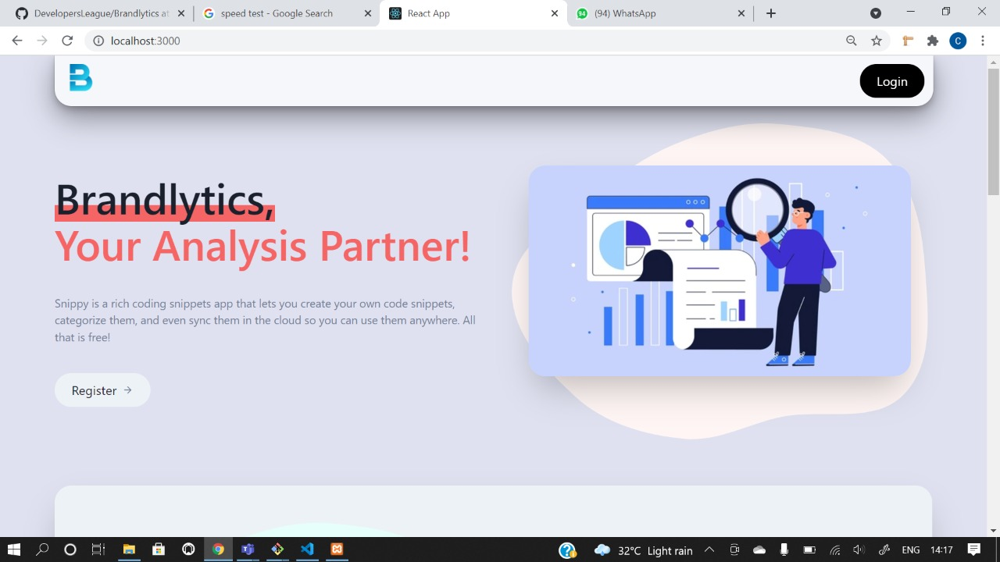 DevelopersLeague/Brandlytics at
speed test - Google Search
React App
(94) WhatsApp
localhost:3000
C
B
Login
Brandlytics,
Your Analysis Partner!
Snippy is a rich coding snippets app that lets you create your own code snippets,
categorize them, and even sync them in the cloud so you can use them anywhere. All
that is free!
Register →
32°C Light rain
ENG
14:17